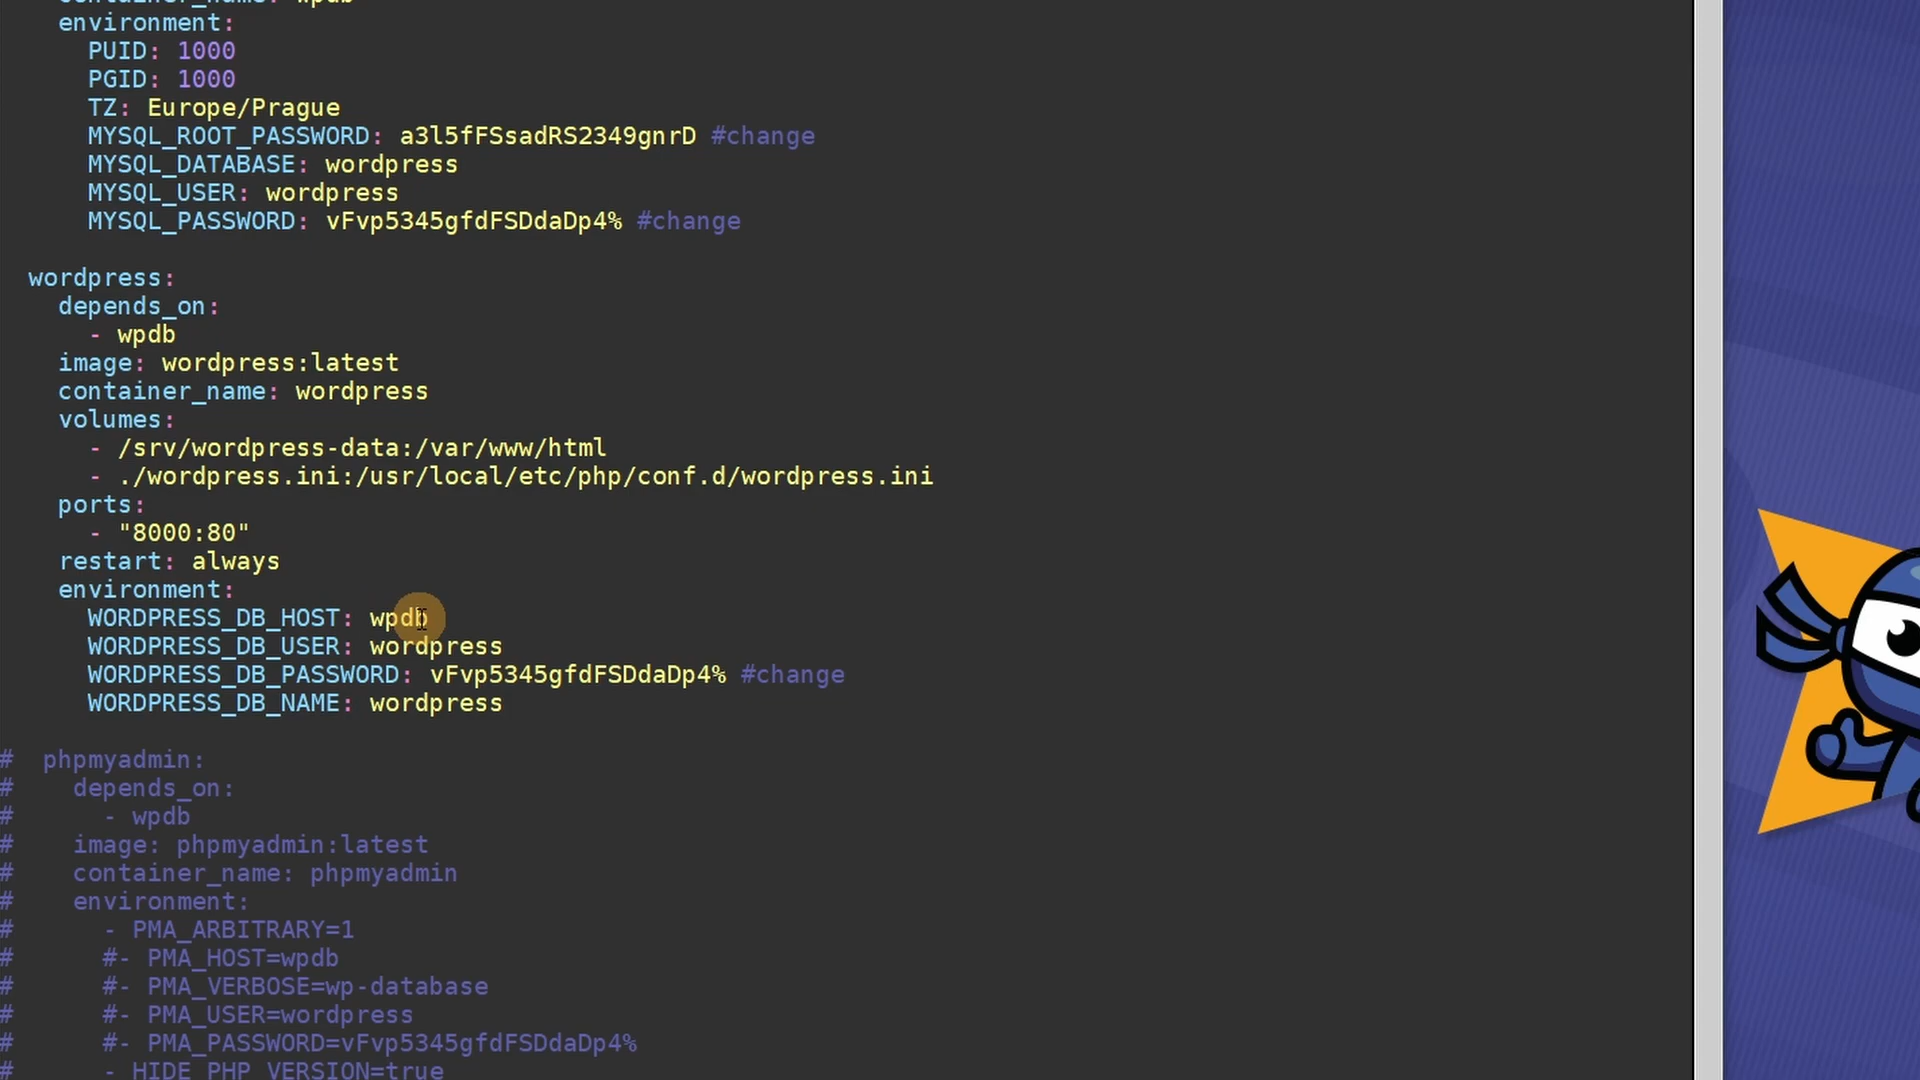 container_name: wpdb
    environment:
      PUID: 1000
      PGID: 1000
      TZ: Europe/Prague
      MYSQL_ROOT_PASSWORD: a3l5fFSsadRS2349gnrD #change
      MYSQL_DATABASE: wordpress
      MYSQL_USER: wordpress
      MYSQL_PASSWORD: vFvp5345gfdFSDdaDp4% #change
  wordpress:
    depends_on:
      - wpdb
    image: wordpress:latest
    container_name: wordpress
    volumes:
      - /srv/wordpress-data:/var/www/html
      - ./wordpress.ini:/usr/local/etc/php/conf.d/wordpress.ini
    ports:
      - "8000:80"
    restart: always
    environment:
      WORDPRESS_DB_HOST: wpdb
      WORDPRESS_DB_USER: wordpress
      WORDPRESS_DB_PASSWORD: vFvp5345gfdFSDdaDp4% #change
      WORDPRESS_DB_NAME: wordpress
#  phpmyadmin:
#    depends_on:
#      - wpdb
#    image: phpmyadmin:latest
#    container_name: phpmyadmin
#    environment:
#      - PMA_ARBITRARY=1
#      #- PMA_HOST=wpdb
#      #- PMA_VERBOSE=wp-database
#      #- PMA_USER=wordpress
#      #- PMA_PASSWORD=vFvp5345gfdFSDdaDp4%
#      - HIDE_PHP_VERSION=true